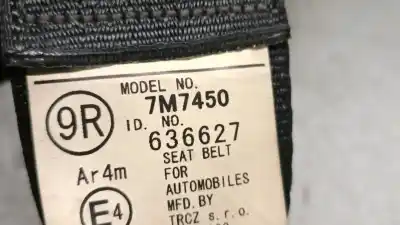 MODEL NO.
9R
7M7450
ID. NO.
636627
Ar4m
SEAT BELT
FOR
AUTOMOBILES
E4
MFD. BY
TRCZ s.r.o.